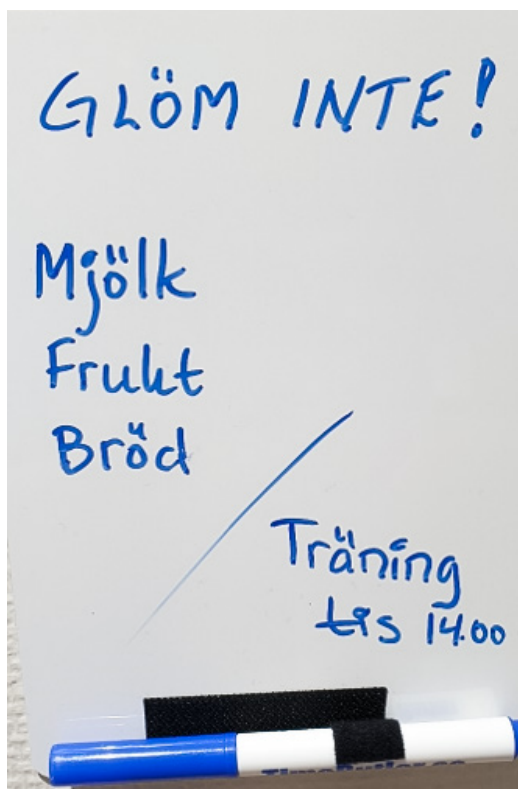 GLÖM INTE!
Mjölk
Frukt
Bröd
Träning
tis 14.00